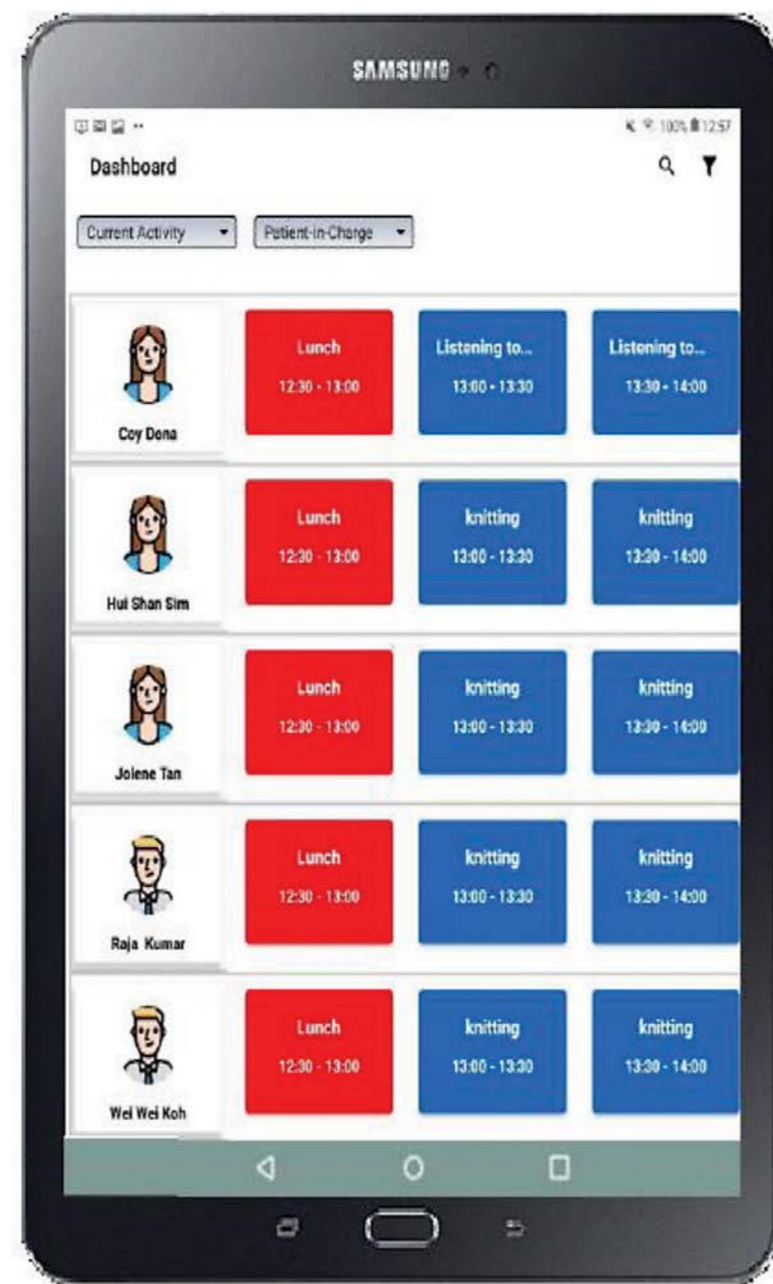 SAMSUNG
100% 12:57
Dashboard
Current Activity
Patient-in-Charge
Lunch
Listening to...
Listening to...
12:30 - 13:00
13:00 - 13:30
13:30 - 14:00
Coy Dona
Lunch
knitting
knitting
12:30 - 13:00
13:00 - 13:30
13:30 - 14:00
Hui Shan Sim
Lunch
knitting
knitting
12:30 - 13:00
13:00 - 13:30
13:30 - 14:00
Jolene Tan
Lunch
knitting
knitting
12:30 - 13:00
13:00 - 13:30
13:30 - 14:00
Raja Kumar
Lunch
knitting
knitting
12:30 - 13:00
13:00 - 13:30
13:30 - 14:00
Wei Wei Koh